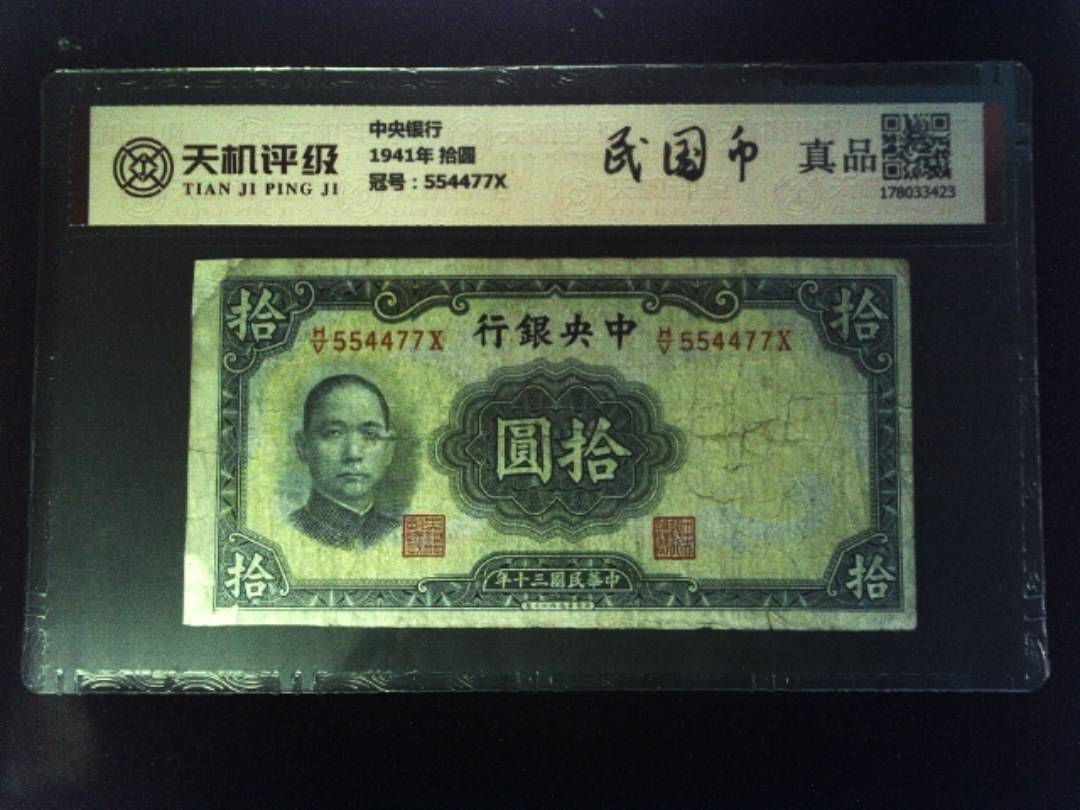 天机评级
TIAN JI PING JI
中央银行
1941年 拾圆
冠号：554477X
民国币
真品
178033423
拾
拾
H/V 554477X
行銀央中
H/V 554477X
圓拾
年十三國民華中
拾
拾